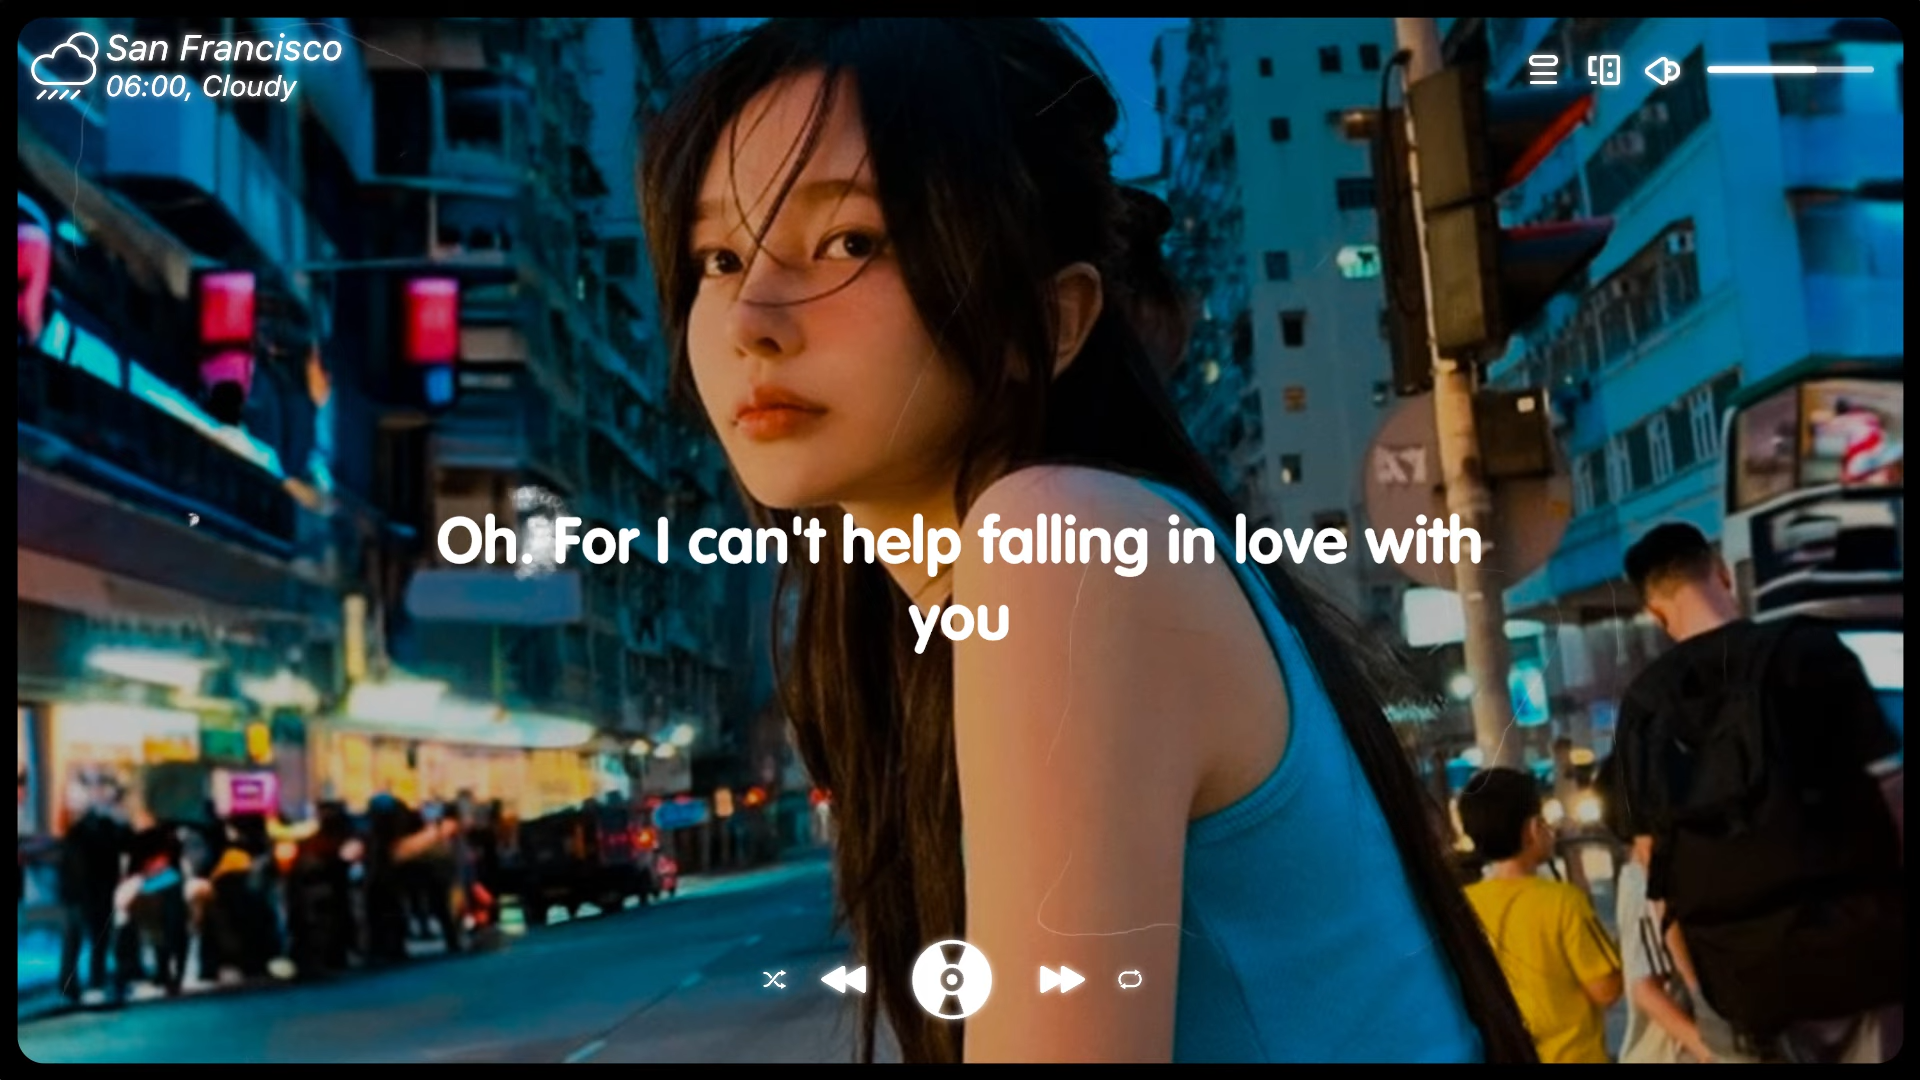 San Francisco
06:00, Cloudy
Oh. For I can't help falling in love with
you